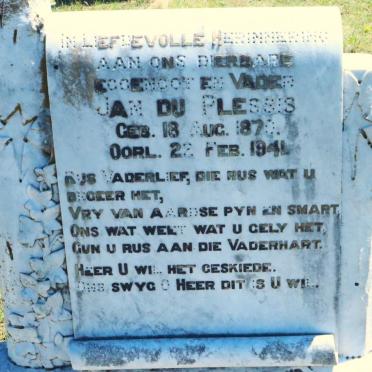 IN LIEFDEVOLLE HERINNERING
AAN ONS DIERBARE
EGGENOOT EN VADER
JAN DU PLESSIS
GEB. 18 AUG. 187
OORL. 22 FEB. 1941
RUS VADERLIEF, DIE RUS WAT U
BEGEER HET,
VRY VAN AARDSE PYN EN SMART
ONS WAT WEET WAT U GELY HET,
GUN U RUS AAN DIE VADERHART.
HEER U WIL HET GESKIEDE.
ONS SWYG O HEER DIT IS U WIL.